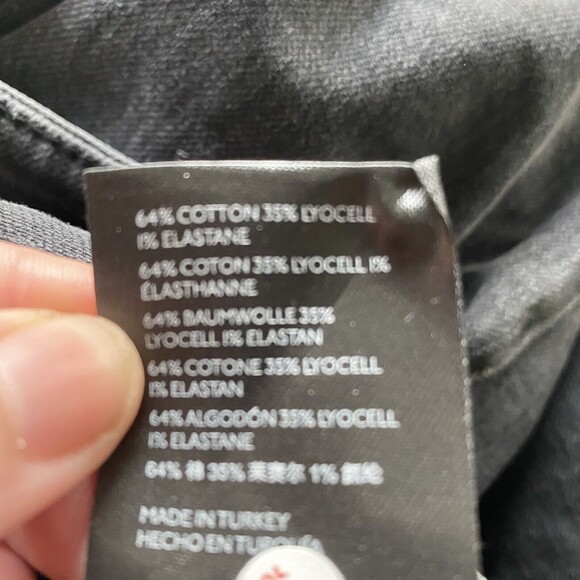 64% COTTON 35% LYOCELL
1% ELASTANE
64% COTON 35% LYOCELL 1%
ÉLASTHANNE
64% BAUMWOLLE 35%
LYOCELL 1% ELASTAN
64% COTONE 35% LYOCELL
1% ELASTAN
64% ALGODÓN 35% LYOCELL
1% ELASTANE
64% 棉 35% 莱赛尔 1% 氨纶
MADE IN TURKEY
HECHO EN TURQUÍA